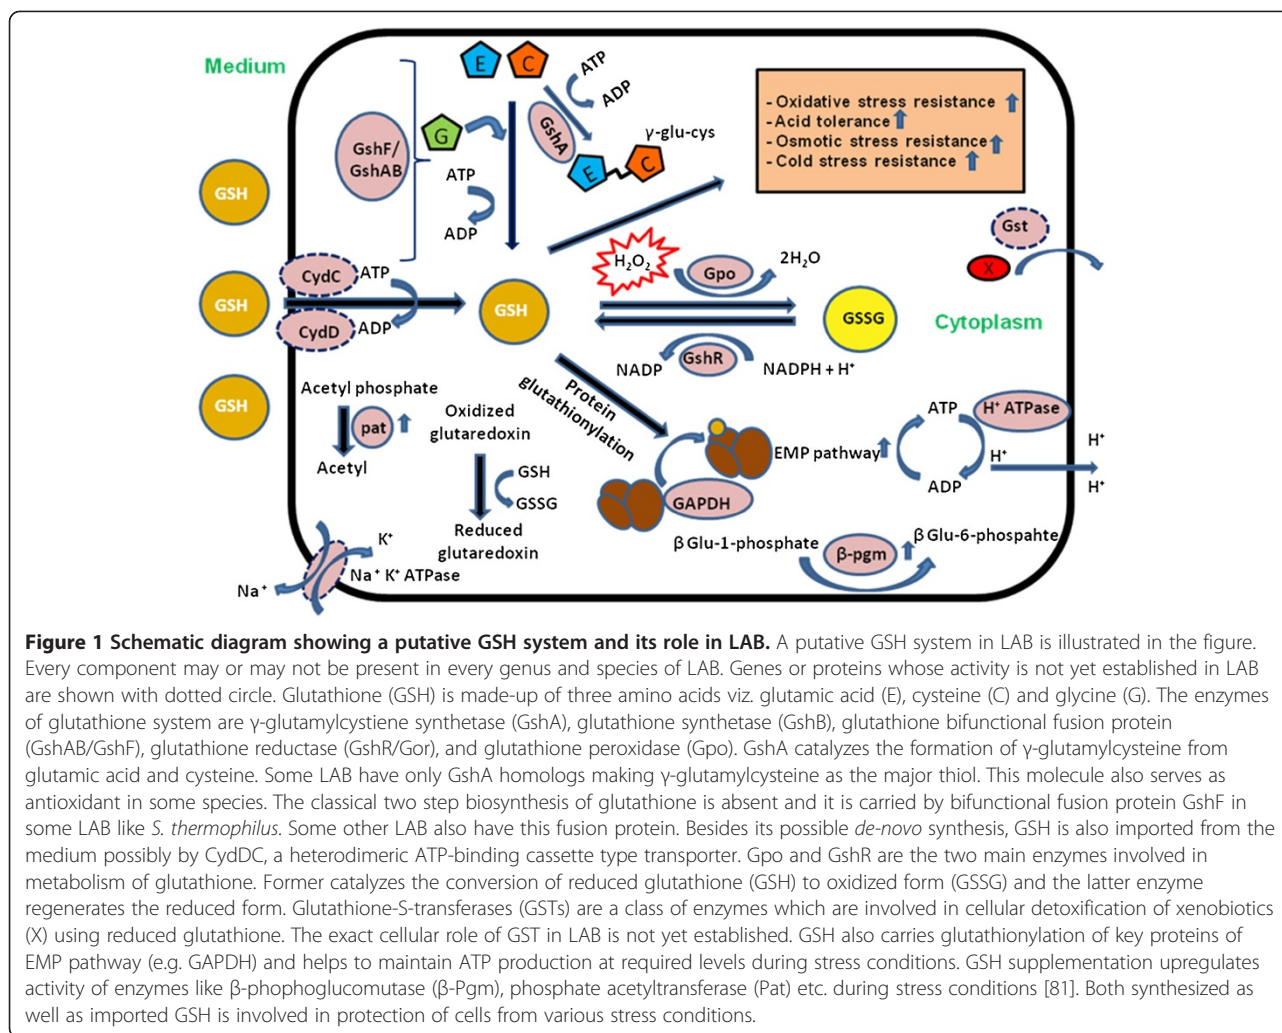 Medium
E
C
ATP
ADP
GshA
γ-glu-cys
E
C
GshF/
GshAB
G
ATP
ADP
- Oxidative stress resistance
- Acid tolerance
- Osmotic stress resistance
- Cold stress resistance
GSH
GSH
GSH
CydC
CydD
ATP
ADP
GSH
H₂O₂
Gpo
2H₂O
GSSG
GshR
NADP
NADPH + H⁺
Gst
X
Cytoplasm
Acetyl phosphate
pat
Acetyl
Oxidized
glutaredoxin
GSH
GSSG
Reduced
glutaredoxin
Protein
glutathionylation
GAPDH
EMP pathway
ATP
ADP
H⁺ ATPase
H⁺
H⁺
H⁺
β Glu-1-phosphate
β-pgm
β Glu-6-phospahte
K⁺
Na⁺ K⁺ ATPase
Na⁺
Figure 1 Schematic diagram showing a putative GSH system and its role in LAB. A putative GSH system in LAB is illustrated in the figure.
Every component may or may not be present in every genus and species of LAB. Genes or proteins whose activity is not yet established in LAB
are shown with dotted circle. Glutathione (GSH) is made-up of three amino acids viz. glutamic acid (E), cysteine (C) and glycine (G). The enzymes
of glutathione system are γ-glutamylcystiene synthetase (GshA), glutathione synthetase (GshB), glutathione bifunctional fusion protein
(GshAB/GshF), glutathione reductase (GshR/Gor), and glutathione peroxidase (Gpo). GshA catalyzes the formation of γ-glutamylcysteine from
glutamic acid and cysteine. Some LAB have only GshA homologs making γ-glutamylcysteine as the major thiol. This molecule also serves as
antioxidant in some species. The classical two step biosynthesis of glutathione is absent and it is carried by bifunctional fusion protein GshF in
some LAB like S. thermophilus. Some other LAB also have this fusion protein. Besides its possible de-novo synthesis, GSH is also imported from the
medium possibly by CydDC, a heterodimeric ATP-binding cassette type transporter. Gpo and GshR are the two main enzymes involved in
metabolism of glutathione. Former catalyzes the conversion of reduced glutathione (GSH) to oxidized form (GSSG) and the latter enzyme
regenerates the reduced form. Glutathione-S-transferases (GSTs) are a class of enzymes which are involved in cellular detoxification of xenobiotics
(X) using reduced glutathione. The exact cellular role of GST in LAB is not yet established. GSH also carries glutathionylation of key proteins of
EMP pathway (e.g. GAPDH) and helps to maintain ATP production at required levels during stress conditions. GSH supplementation upregulates
activity of enzymes like β-phophoglucomutase (β-Pgm), phosphate acetyltransferase (Pat) etc. during stress conditions [81]. Both synthesized as
well as imported GSH is involved in protection of cells from various stress conditions.